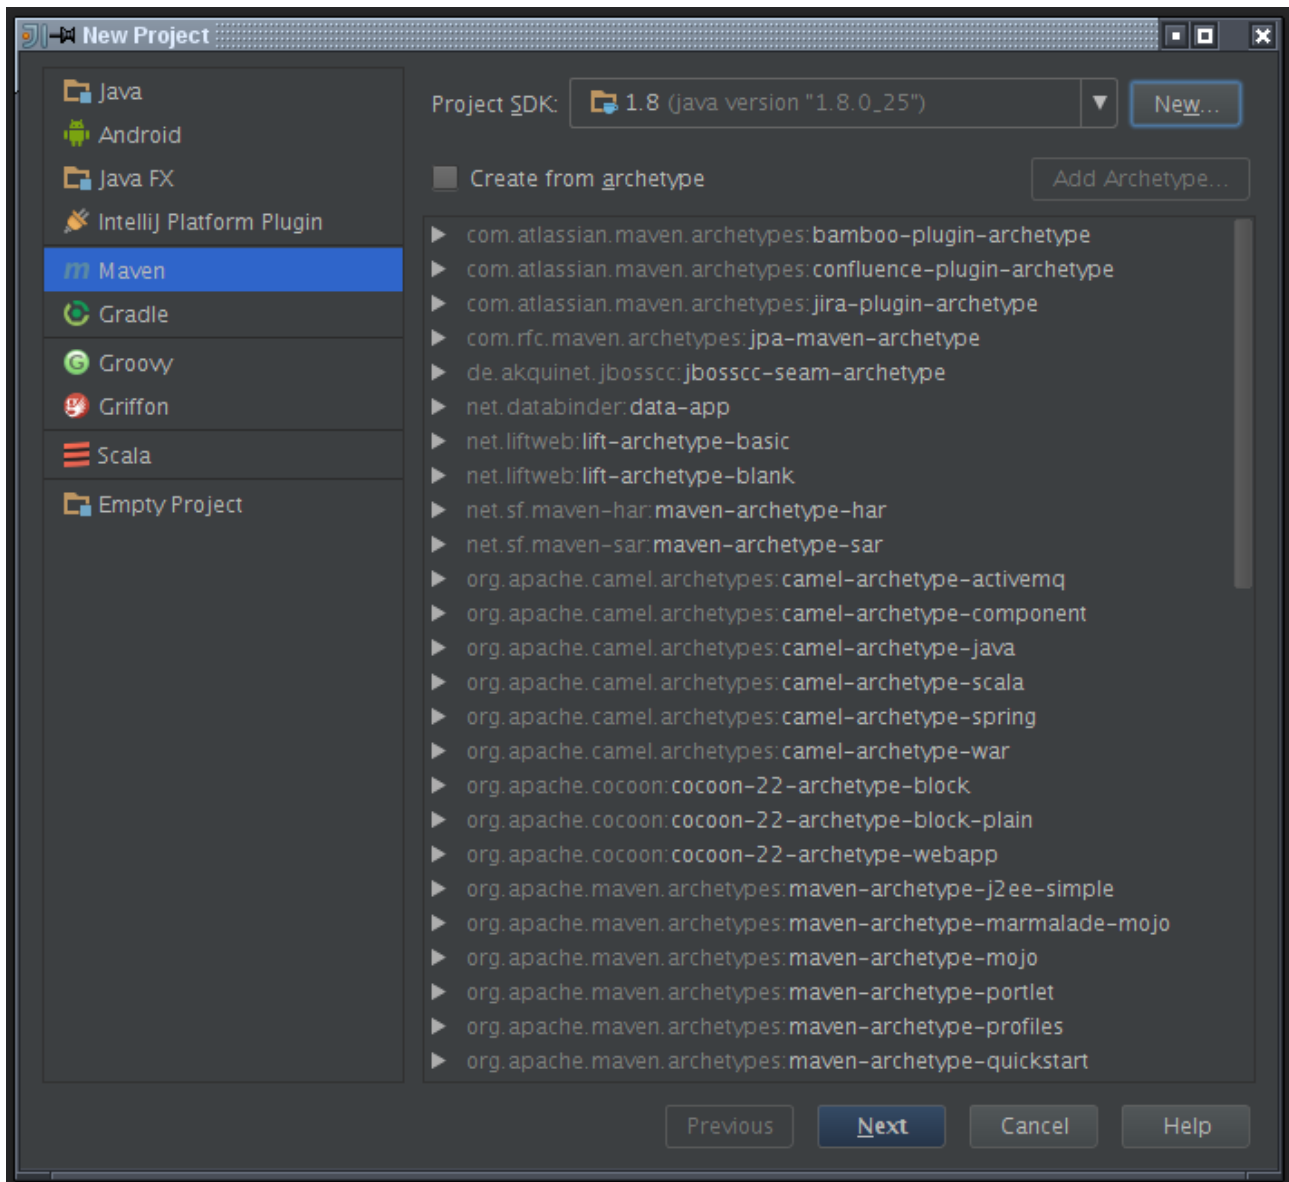 New Project
Java
Android
Java FX
IntelliJ Platform Plugin
m Maven
Gradle
G Groovy
Griffon
Scala
Empty Project
Project SDK: 1.8 (java version "1.8.0_25") New...
Create from archetype Add Archetype...
com.atlassian.maven.archetypes:bamboo-plugin-archetype
com.atlassian.maven.archetypes:confluence-plugin-archetype
com.atlassian.maven.archetypes:jira-plugin-archetype
com.rfc.maven.archetypes:jpa-maven-archetype
de.akquinet.jbosscc:jbosscc-seam-archetype
net.databinder:data-app
net.liftweb:lift-archetype-basic
net.liftweb:lift-archetype-blank
net.sf.maven-har:maven-archetype-har
net.sf.maven-sar:maven-archetype-sar
org.apache.camel.archetypes:camel-archetype-activemq
org.apache.camel.archetypes:camel-archetype-component
org.apache.camel.archetypes:camel-archetype-java
org.apache.camel.archetypes:camel-archetype-scala
org.apache.camel.archetypes:camel-archetype-spring
org.apache.camel.archetypes:camel-archetype-war
org.apache.cocoon:cocoon-22-archetype-block
org.apache.cocoon:cocoon-22-archetype-block-plain
org.apache.cocoon:cocoon-22-archetype-webapp
org.apache.maven.archetypes:maven-archetype-j2ee-simple
org.apache.maven.archetypes:maven-archetype-marmalade-mojo
org.apache.maven.archetypes:maven-archetype-mojo
org.apache.maven.archetypes:maven-archetype-portlet
org.apache.maven.archetypes:maven-archetype-profiles
org.apache.maven.archetypes:maven-archetype-quickstart
Previous Next Cancel Help